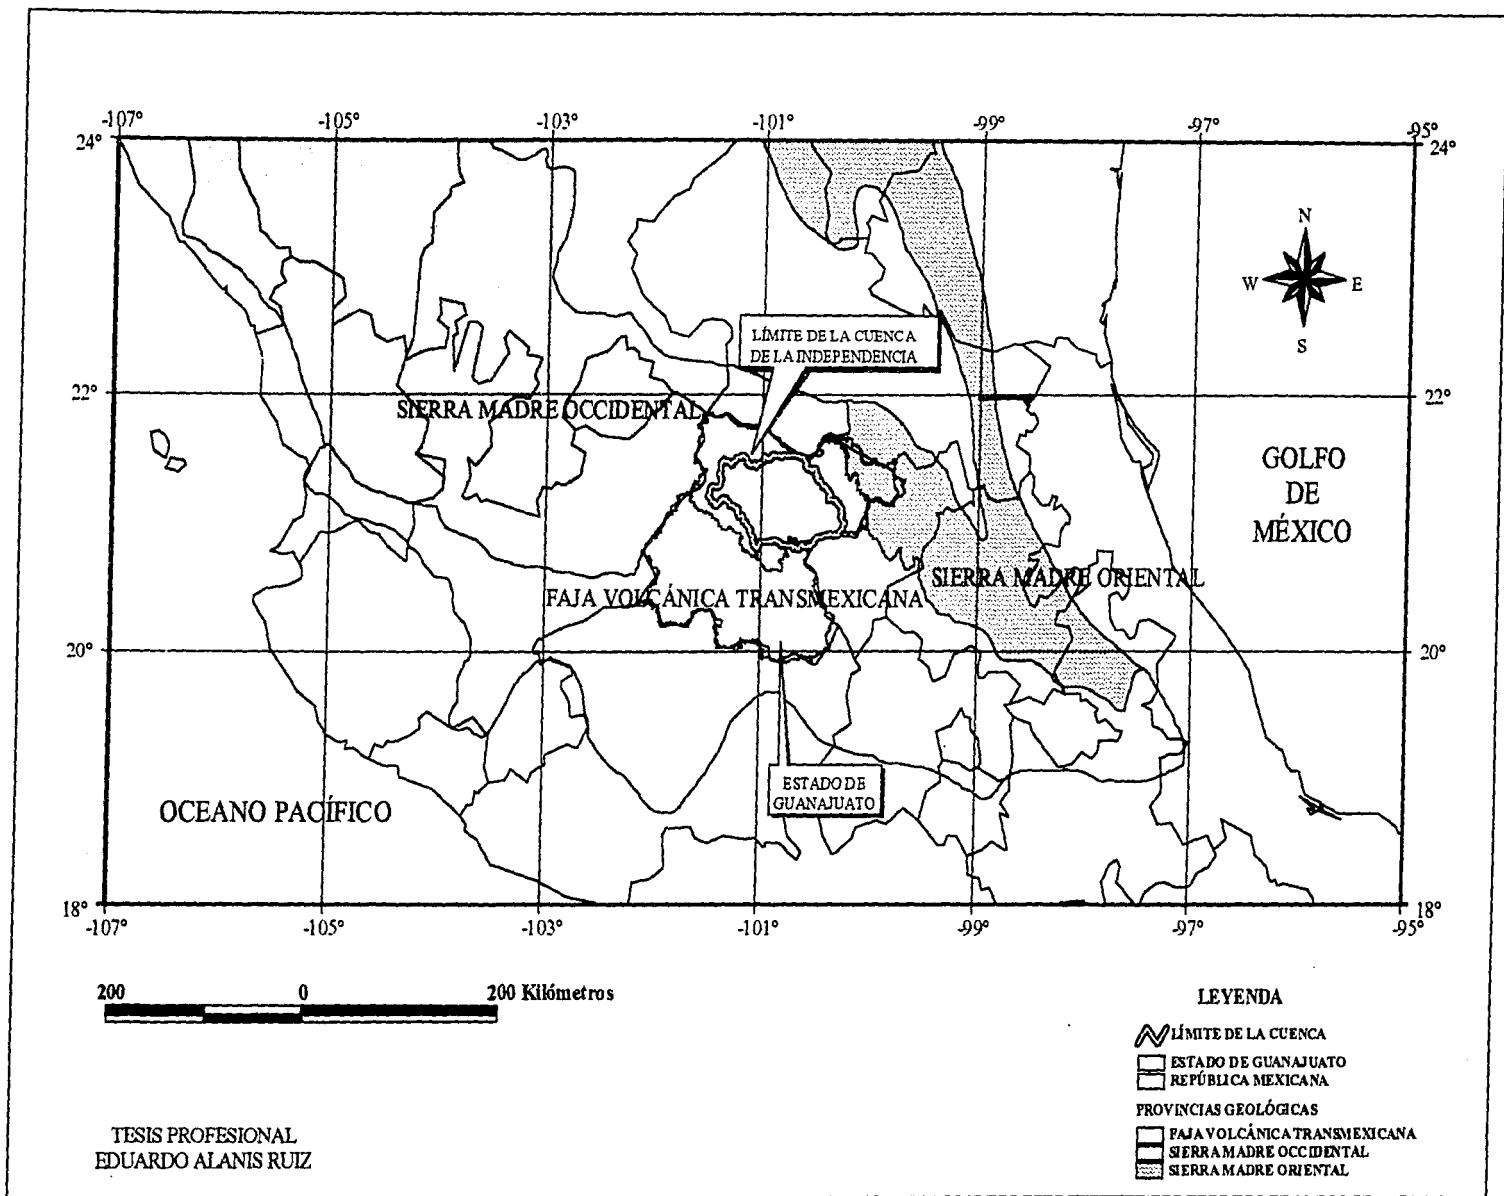 -107° -105° -103° -101° -99° -97° -95°
24° 24°
N
W E
S
LÍMITE DE LA CUENCA
DE LA INDEPENDENCIA
22° 22°
SIERRA MADRE OCCIDENTAL
GOLFO
DE
MÉXICO
SIERRA MADRE ORIENTAL
FAJA VOLCÁNICA TRANSMEXICANA
20° 20°
ESTADO DE
GUANAJUATO
OCEANO PACÍFICO
18° 18°
-107° -105° -103° -101° -99° -97° -95°
200 0 200 Kilómetros
LEYENDA
LÍMITE DE LA CUENCA
ESTADO DE GUANAJUATO
REPÚBLICA MEXICANA
PROVINCIAS GEOLÓGICAS
FAJA VOLCÁNICA TRANSMEXICANA
SIERRA MADRE OCCIDENTAL
SIERRA MADRE ORIENTAL
TESIS PROFESIONAL
EDUARDO ALANIS RUIZ